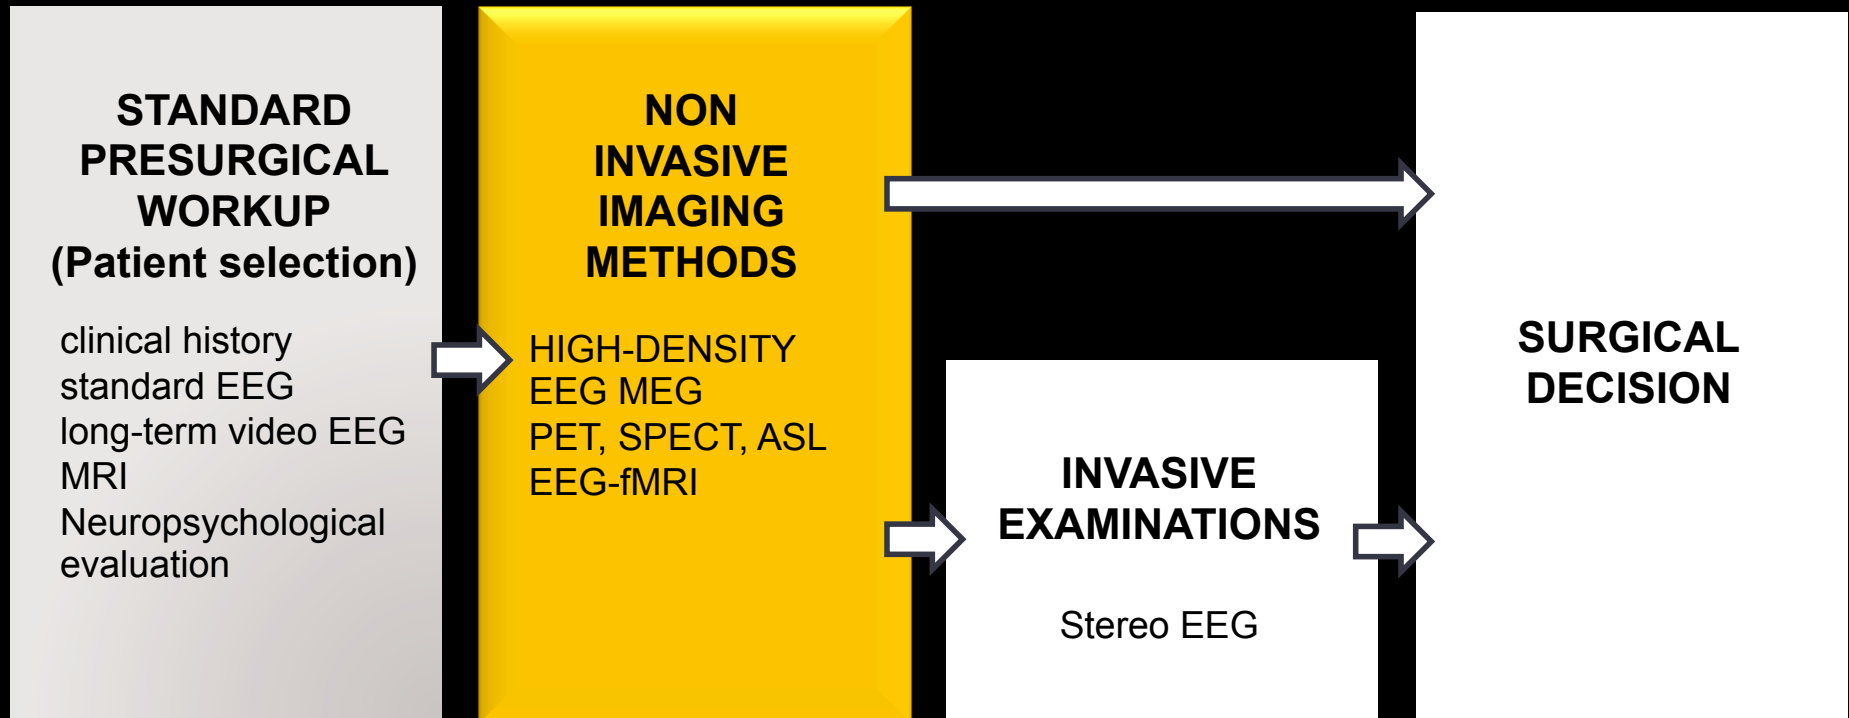 STANDARD
PRESURGICAL
WORKUP
(Patient selection)
clinical history
standard EEG
long-term video EEG
MRI
Neuropsychological
evaluation
NON
INVASIVE
IMAGING
METHODS
HIGH-DENSITY
EEG MEG
PET, SPECT, ASL
EEG-fMRI
INVASIVE
EXAMINATIONS
Stereo EEG
SURGICAL
DECISION